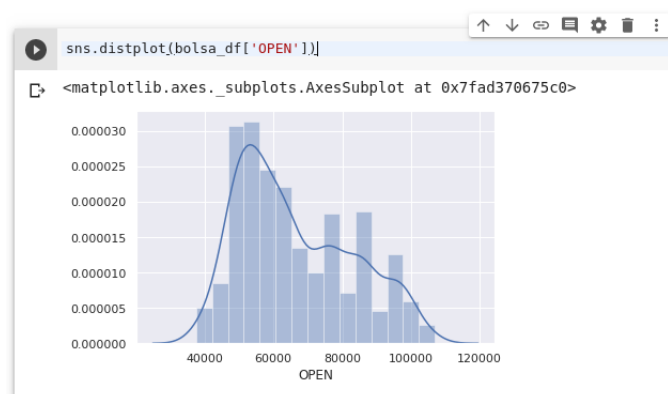 sns.distplot(bolsa_df['OPEN'])
<matplotlib.axes._subplots.AxesSubplot at 0x7fad370675c0>
0.000030
0.000025
0.000020
0.000015
0.000010
0.000005
0.000000
40000 60000 80000 100000 120000
OPEN